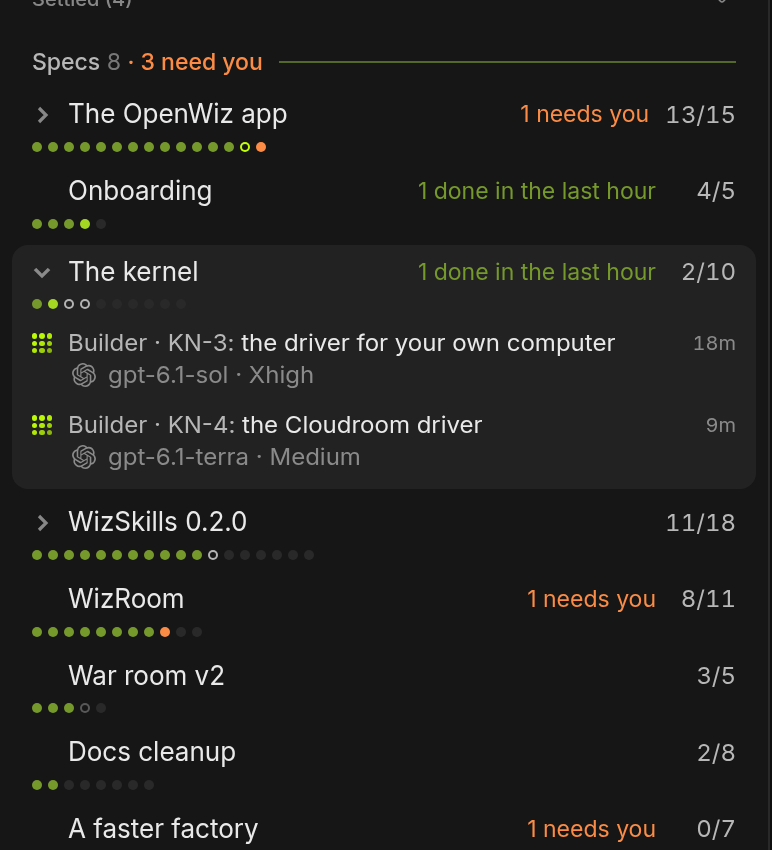 Settled (4)
Specs 8 · 3 need you
The OpenWiz app 1 needs you 13/15
Onboarding 1 done in the last hour 4/5
The kernel 1 done in the last hour 2/10
Builder · KN-3: the driver for your own computer 18m
gpt-6.1-sol · Xhigh
Builder · KN-4: the Cloudroom driver 9m
gpt-6.1-terra · Medium
WizSkills 0.2.0 11/18
WizRoom 1 needs you 8/11
War room v2 3/5
Docs cleanup 2/8
A faster factory 1 needs you 0/7